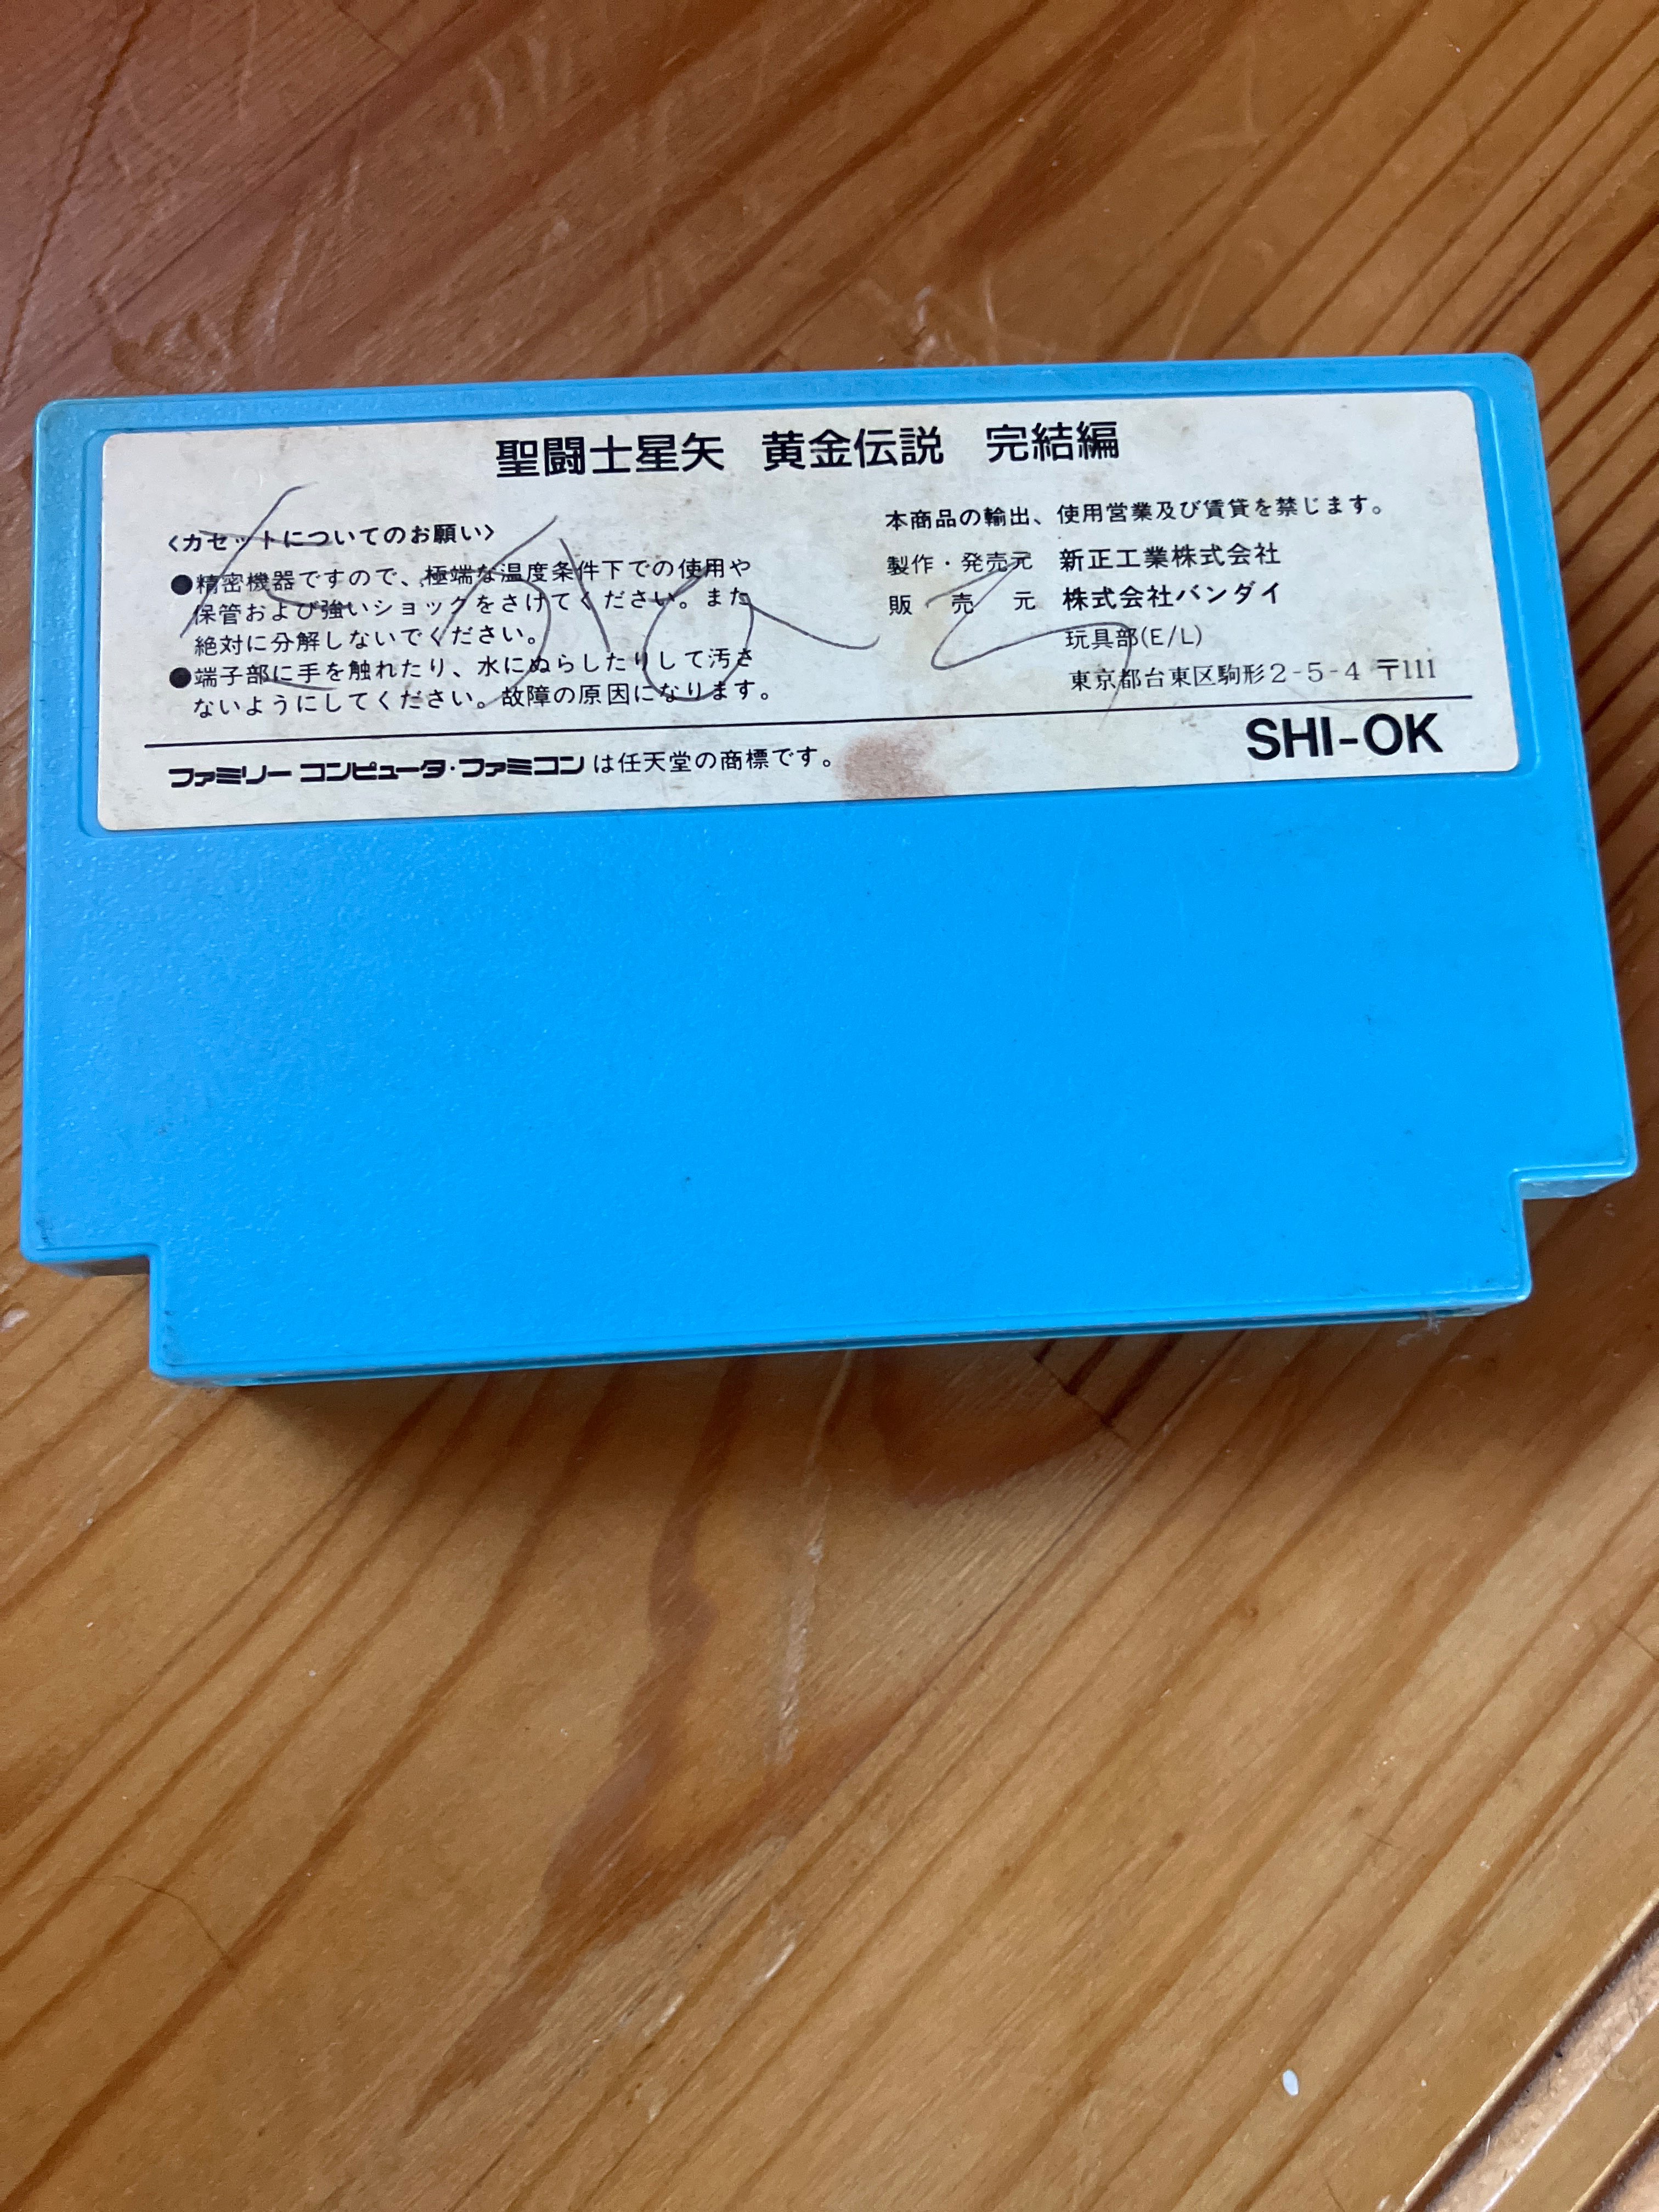 聖闘士星矢 黄金伝説 完結編
〈カセットについてのお願い〉
●精密機器ですので、極端な温度条件下での使用や
保管および強いショックをさけてください。また
絶対に分解しないでください。
●端子部に手を触れたり、水にぬらしたりして汚さ
ないようにしてください。故障の原因になります。
本商品の輸出、使用営業及び賃貸を禁じます。
製作・発売元 新正工業株式会社
販売元 株式会社バンダイ
玩具部(E/L)
東京都台東区駒形2-5-4 〒111
ファミリーコンピュータ・ファミコンは任天堂の商標です。
SHI-OK